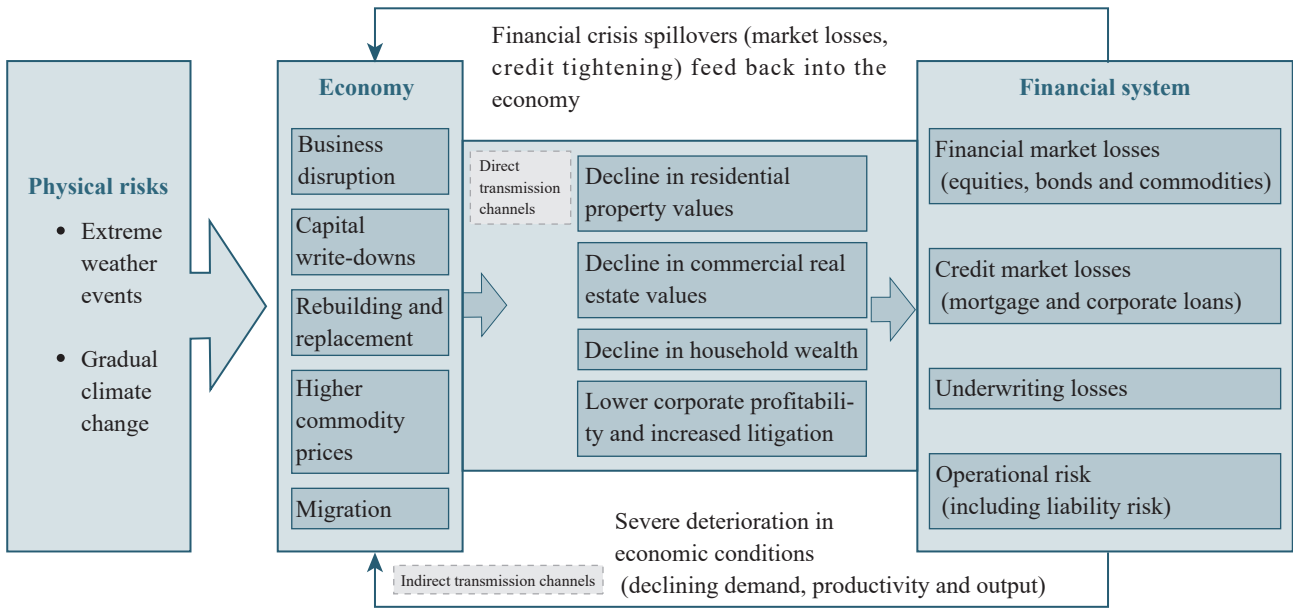 Financial crisis spillovers (market losses,
credit tightening) feed back into the
economy
Physical risks
• Extreme
weather
events
• Gradual
climate
change
Economy
Business
disruption
Capital
write-downs
Rebuilding and
replacement
Higher
commodity
prices
Migration
Direct
transmission
channels
Decline in residential
property values
Decline in commercial real
estate values
Decline in household wealth
Lower corporate profitabili-
ty and increased litigation
Financial system
Financial market losses
(equities, bonds and commodities)
Credit market losses
(mortgage and corporate loans)
Underwriting losses
Operational risk
(including liability risk)
Indirect transmission channels
Severe deterioration in
economic conditions
(declining demand, productivity and output)